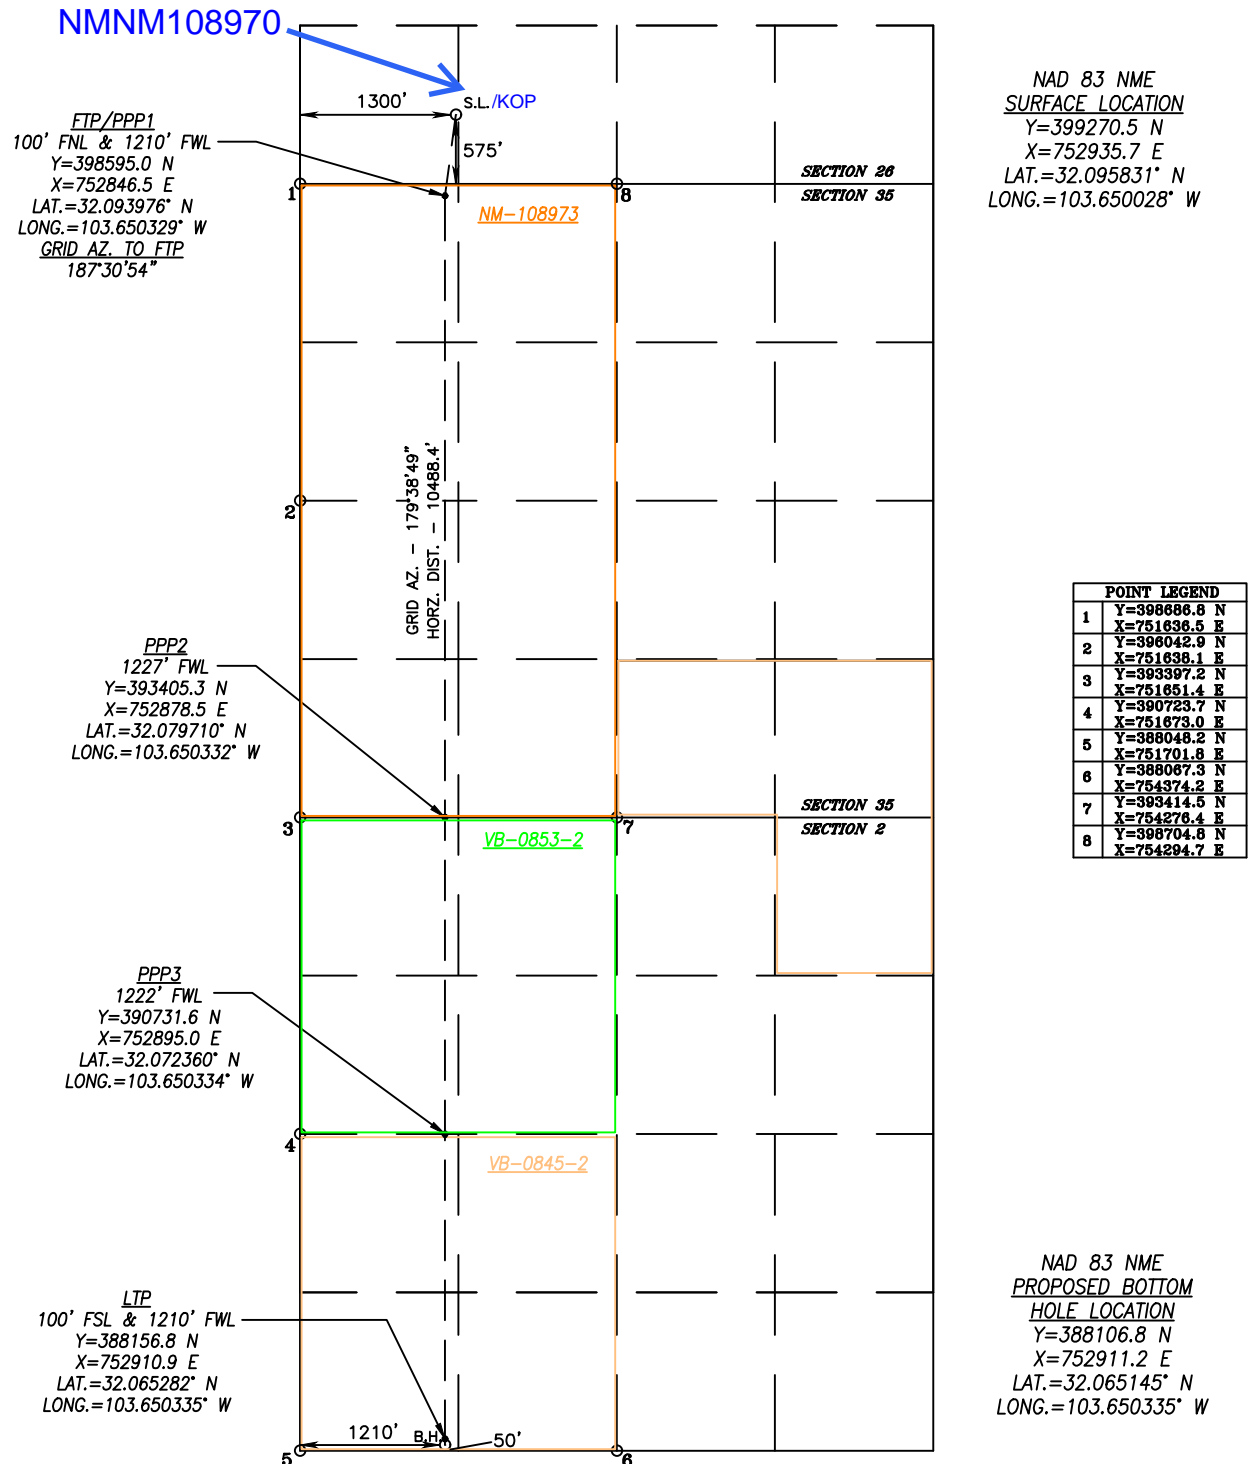 NMNM108970
S.L. /KOP
1300'
575'
FTP/PPP1
100' FNL & 1210' FWL
Y=398595.0 N
X=752846.5 E
LAT.=32.093976° N
LONG.=103.650329° W
GRID AZ. TO FTP
187°30'54"
NAD 83 NME
SURFACE LOCATION
Y=399270.5 N
X=752935.7 E
LAT.=32.095831° N
LONG.=103.650028° W
SECTION 26
SECTION 35
1
8
NM-108973
2
GRID AZ. - 179°38'49"
HORZ. DIST. - 10488.4'
POINT LEGEND
1 Y=398686.8 N
X=751636.5 E
2 Y=396042.9 N
X=751638.1 E
3 Y=393397.2 N
X=751651.4 E
4 Y=390723.7 N
X=751673.0 E
5 Y=388048.2 N
X=751701.8 E
6 Y=388067.3 N
X=754374.2 E
7 Y=393414.5 N
X=754276.4 E
8 Y=398704.8 N
X=754294.7 E
PPP2
1227' FWL
Y=393405.3 N
X=752878.5 E
LAT.=32.079710° N
LONG.=103.650332° W
SECTION 35
SECTION 2
3
7
VB-0853-2
PPP3
1222' FWL
Y=390731.6 N
X=752895.0 E
LAT.=32.072360° N
LONG.=103.650334° W
4
VB-0845-2
LTP
100' FSL & 1210' FWL
Y=388156.8 N
X=752910.9 E
LAT.=32.065282° N
LONG.=103.650335° W
NAD 83 NME
PROPOSED BOTTOM
HOLE LOCATION
Y=388106.8 N
X=752911.2 E
LAT.=32.065145° N
LONG.=103.650335° W
1210'
B.H.
50'
5
6